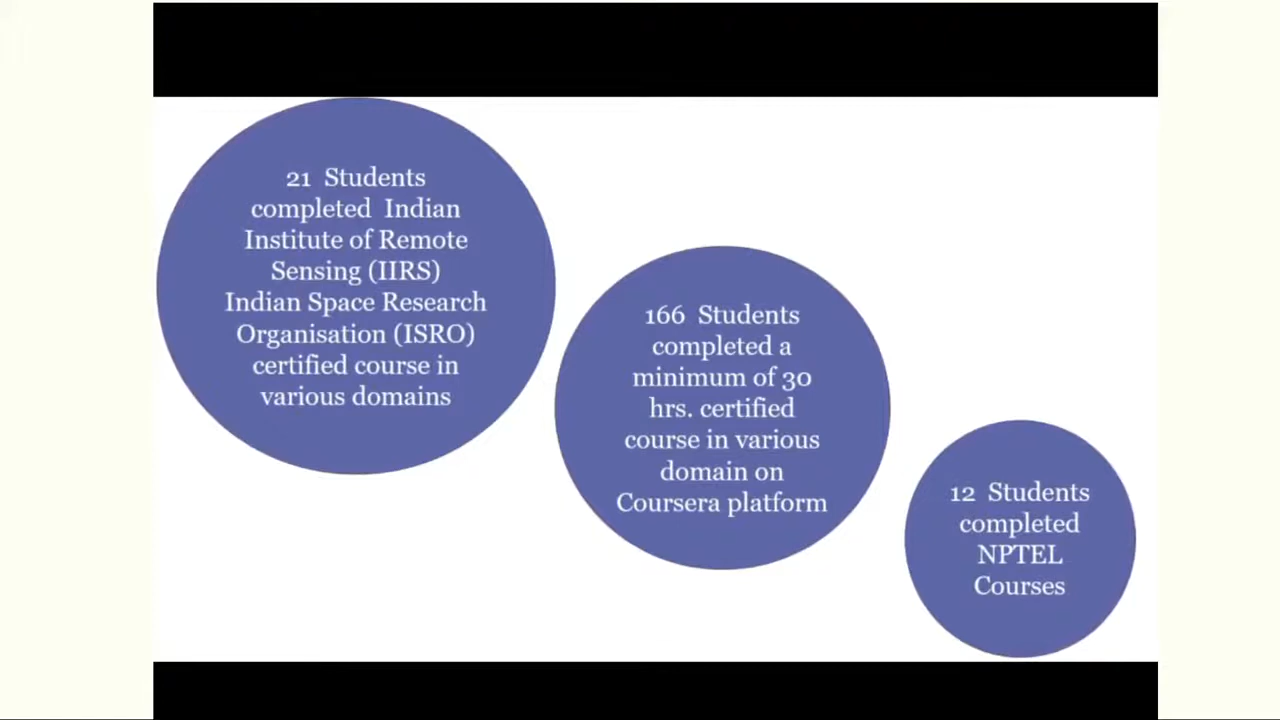 21 Students
completed Indian
Institute of Remote
Sensing (IIRS)
Indian Space Research
Organisation (ISRO)
certified course in
various domains
166 Students
completed a
minimum of 30
hrs. certified
course in various
domain on
Coursera platform
12 Students
completed
NPTEL
Courses